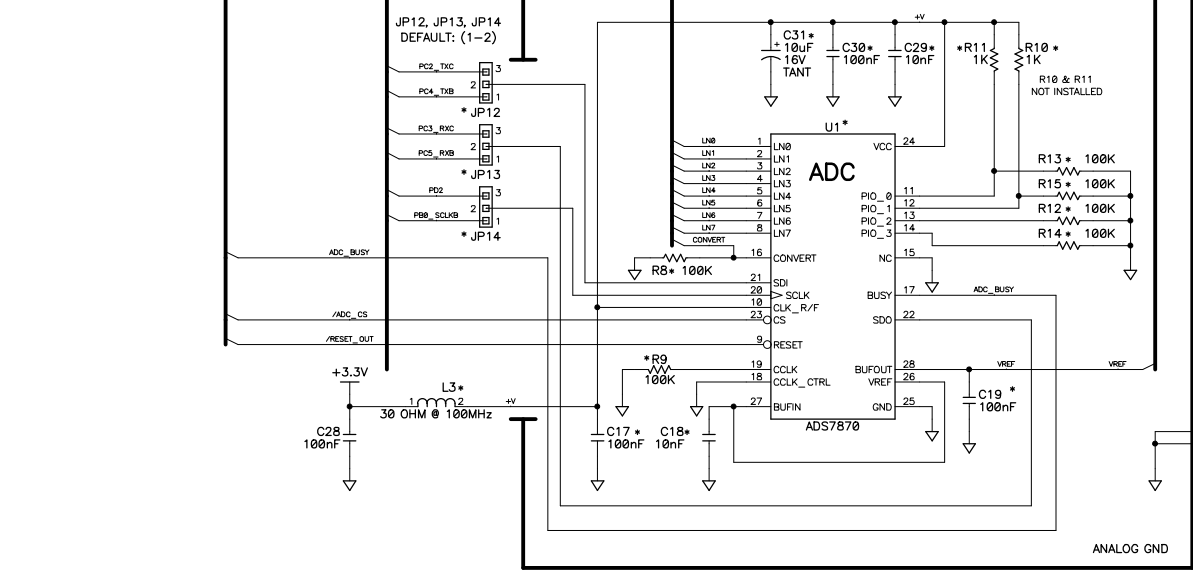 JP12, JP13, JP14
DEFAULT: (1-2)
PC2_TXC
3
2
PC4_TXB
1
* JP12
PC3_RXC
3
2
PC5_RXB
1
* JP13
PD2
3
2
PB0_SCLKB
1
* JP14
+V
C31*
+ 10uF
16V
TANT
C30*
100nF
C29*
10nF
*R11
1K
R10 *
1K
R10 & R11
NOT INSTALLED
U1*
ADC
LN0 1 LN0
LN1 2 LN1
LN2 3 LN2
LN3 4 LN3
LN4 5 LN4
LN5 6 LN5
LN6 7 LN6
LN7 8 LN7
CONVERT
16 CONVERT
R8* 100K
21 SDI
20 SCLK
10 CLK_R/F
23 CS
9 RESET
19 CCLK
18 CCLK_CTRL
27 BUFIN
VCC 24
PIO_0 11
PIO_1 12
PIO_2 13
PIO_3 14
NC 15
BUSY 17
SDO 22
BUFOUT 28
VREF 26
GND 25
ADS7870
R13* 100K
R15* 100K
R12* 100K
R14* 100K
ADC_BUSY
ADC_BUSY
/ADC_CS
/RESET_OUT
*R9
100K
VREF
VREF
C19 *
100nF
+3.3V
L3*
1 2
30 OHM @ 100MHz
+V
C28
100nF
C17 *
100nF
C18*
10nF
ANALOG GND